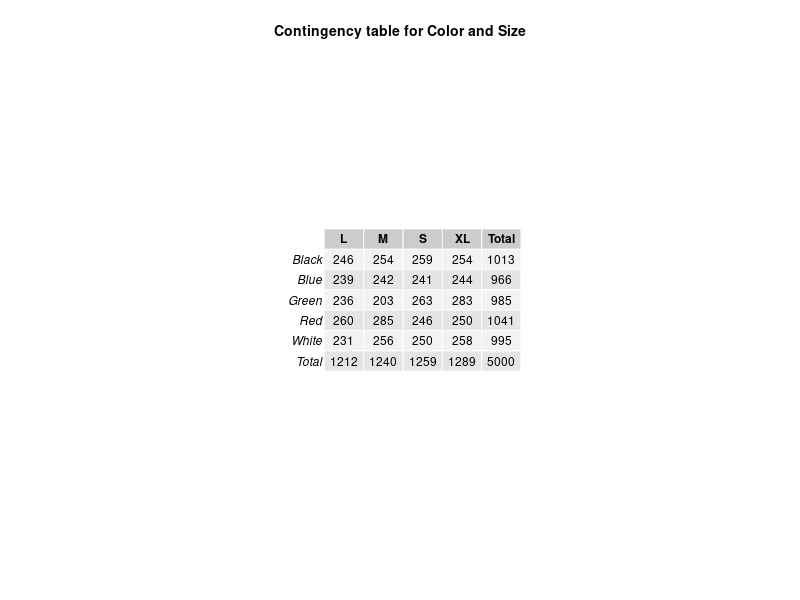 Contingency table for Color and Size
L M S XL Total
Black 246 254 259 254 1013
Blue 239 242 241 244 966
Green 236 203 263 283 985
Red 260 285 246 250 1041
White 231 256 250 258 995
Total 1212 1240 1259 1289 5000